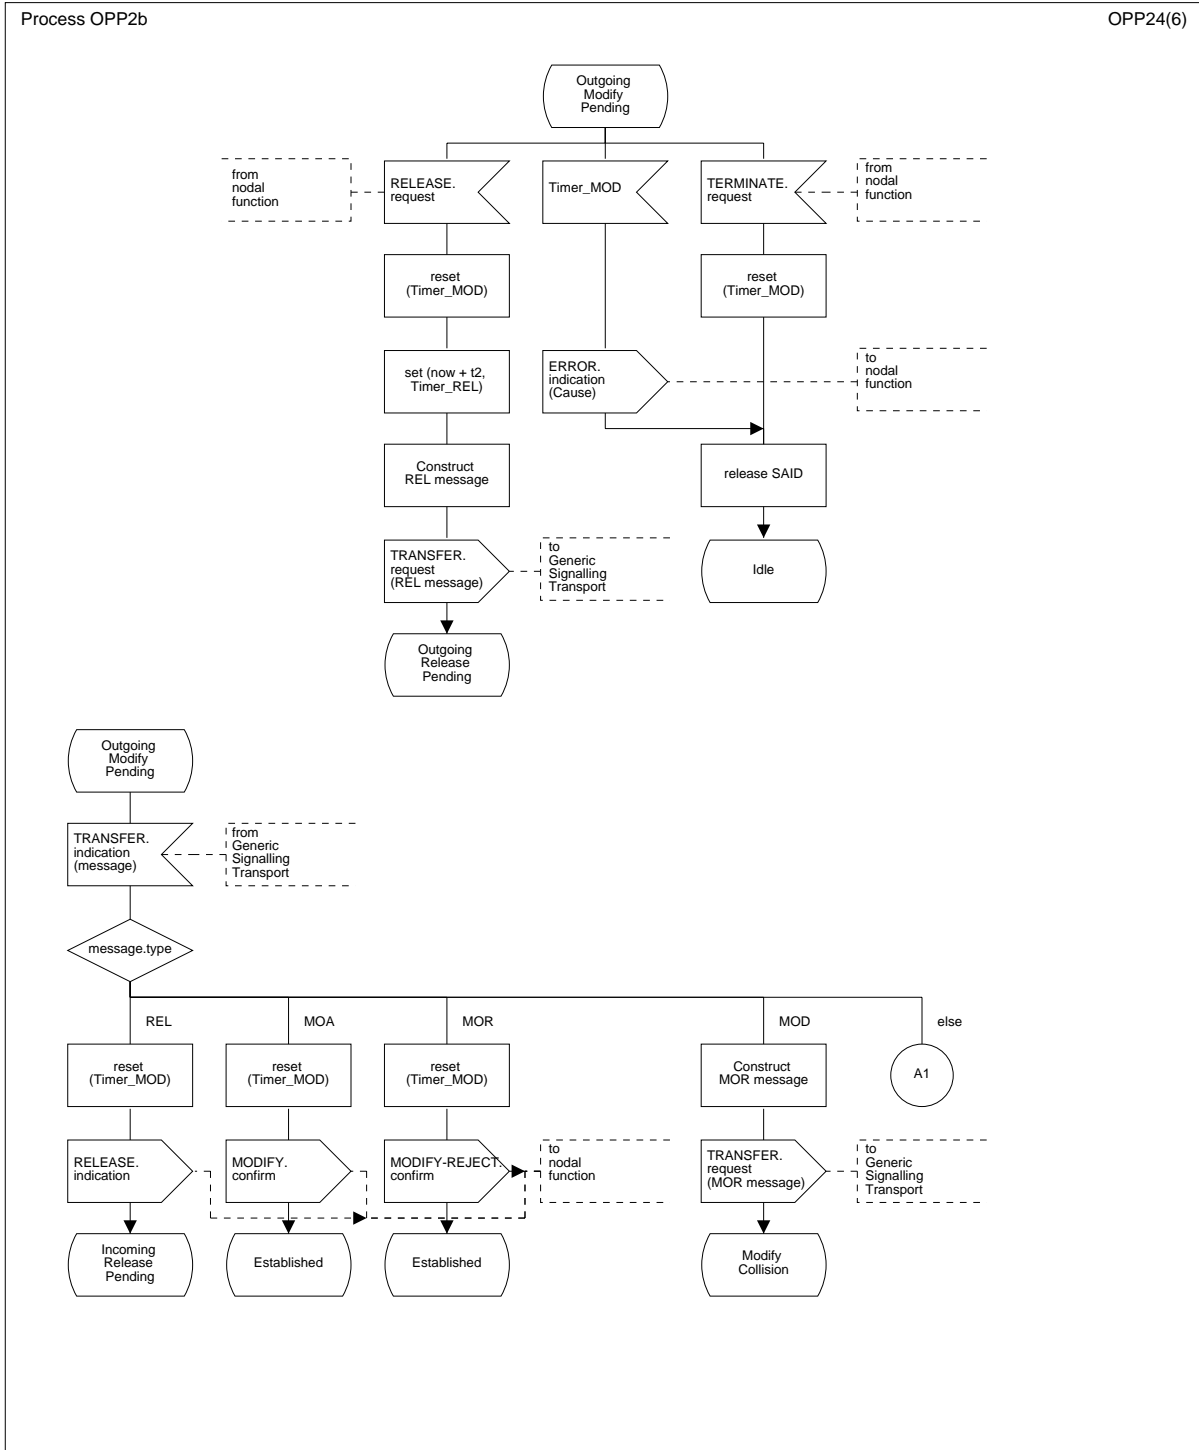 Process OPP2b
OPP24(6)
Outgoing
Modify
Pending
from
nodal
function
RELEASE.
request
Timer_MOD
TERMINATE.
request
from
nodal
function
reset
(Timer_MOD)
reset
(Timer_MOD)
set (now + t2,
Timer_REL)
ERROR.
indication
(Cause)
to
nodal
function
Construct
REL message
release SAID
TRANSFER.
request
(REL message)
to
Generic
Signalling
Transport
Idle
Outgoing
Release
Pending
Outgoing
Modify
Pending
TRANSFER.
indication
(message)
from
Generic
Signalling
Transport
message.type
REL
MOA
MOR
MOD
else
reset
(Timer_MOD)
reset
(Timer_MOD)
reset
(Timer_MOD)
Construct
MOR message
A1
RELEASE.
indication
MODIFY.
confirm
MODIFY-REJECT.
confirm
to
nodal
function
TRANSFER.
request
(MOR message)
to
Generic
Signalling
Transport
Incoming
Release
Pending
Established
Established
Modify
Collision